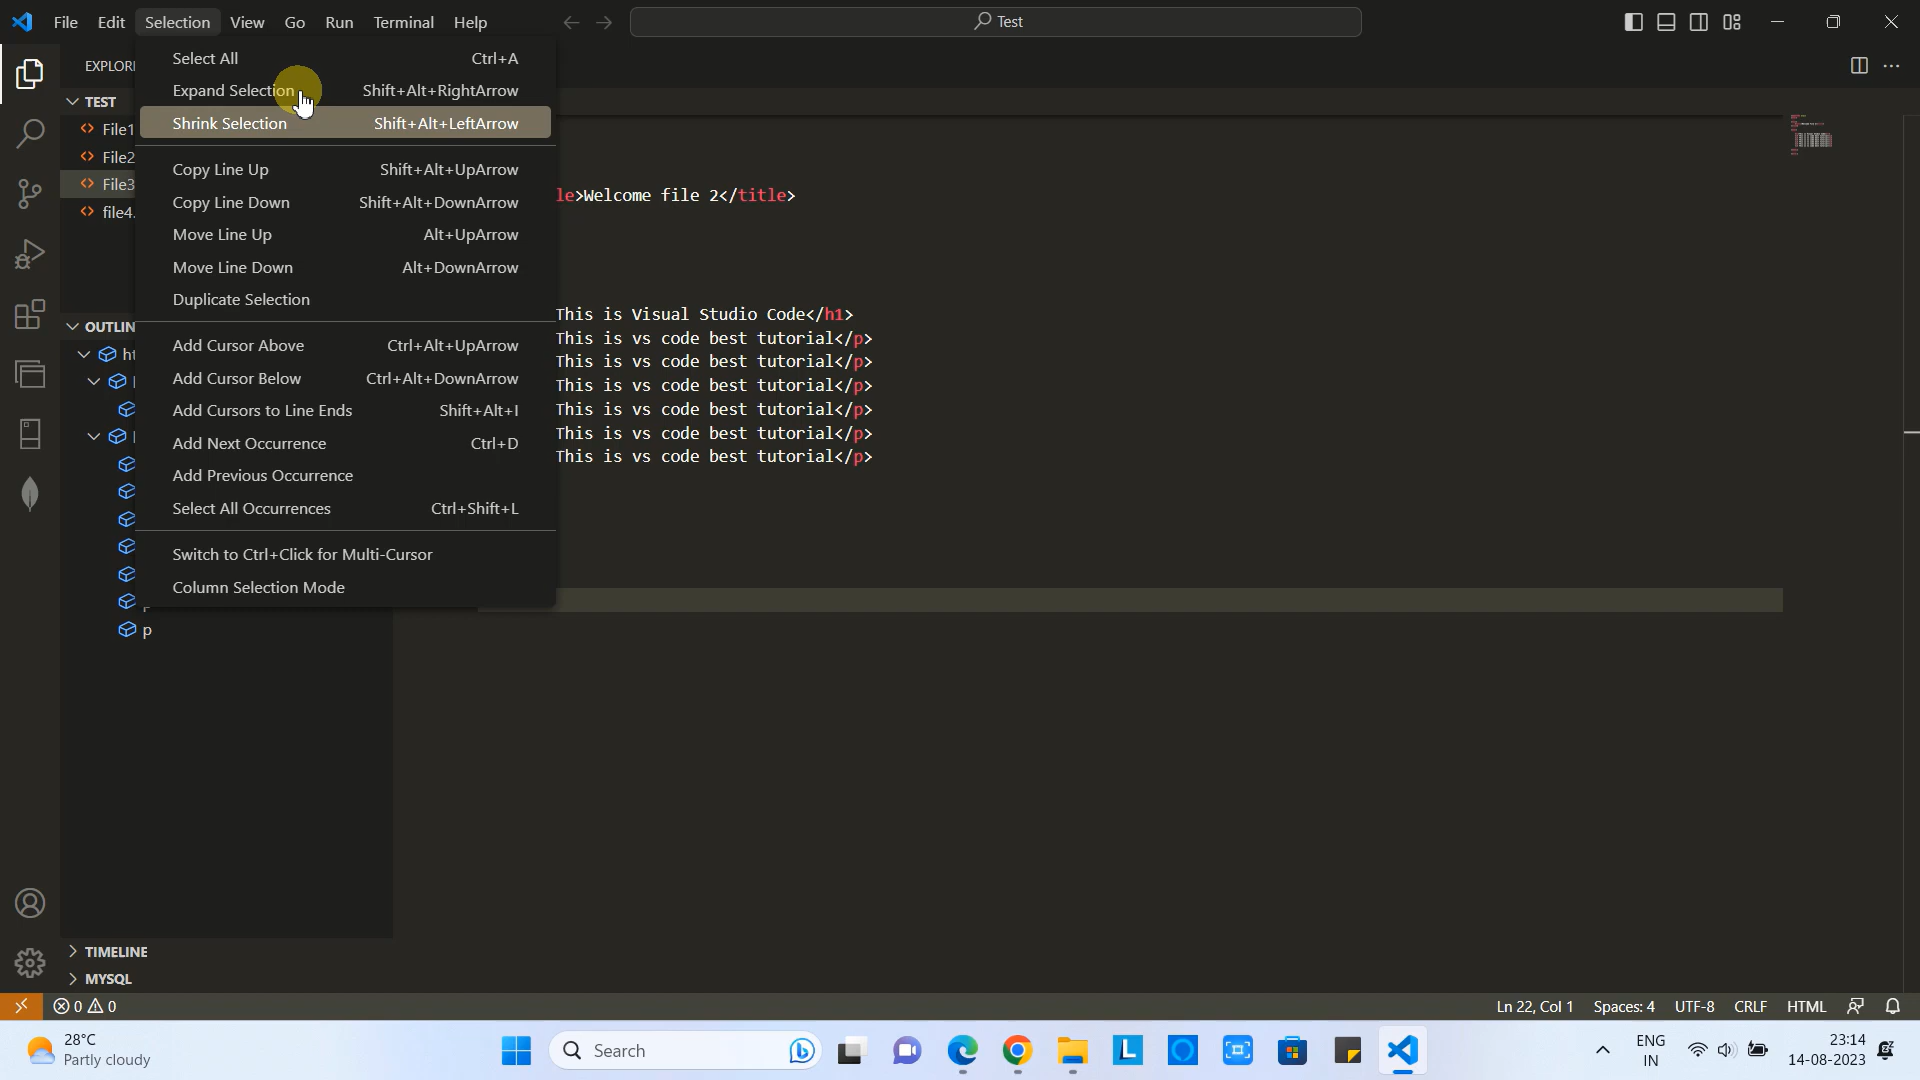 File Edit Selection View Go Run Terminal Help
Test
EXPLOR
Select All Ctrl+A
Expand Selection Shift+Alt+RightArrow
Shrink Selection Shift+Alt+LeftArrow
Copy Line Up Shift+Alt+UpArrow
Copy Line Down Shift+Alt+DownArrow
Move Line Up Alt+UpArrow
Move Line Down Alt+DownArrow
Duplicate Selection
Add Cursor Above Ctrl+Alt+UpArrow
Add Cursor Below Ctrl+Alt+DownArrow
Add Cursors to Line Ends Shift+Alt+I
Add Next Occurrence Ctrl+D
Add Previous Occurrence
Select All Occurrences Ctrl+Shift+L
Switch to Ctrl+Click for Multi-Cursor
Column Selection Mode
TEST
File1
File2
File3
file4.
OUTLIN
ht
p
TIMELINE
MYSQL
le>Welcome file 2</title>
This is Visual Studio Code</h1>
This is vs code best tutorial</p>
This is vs code best tutorial</p>
This is vs code best tutorial</p>
This is vs code best tutorial</p>
This is vs code best tutorial</p>
This is vs code best tutorial</p>
0 0
Ln 22, Col 1 Spaces: 4 UTF-8 CRLF HTML
28°C
Partly cloudy
Search
L
ENG
IN
23:14
14-08-2023